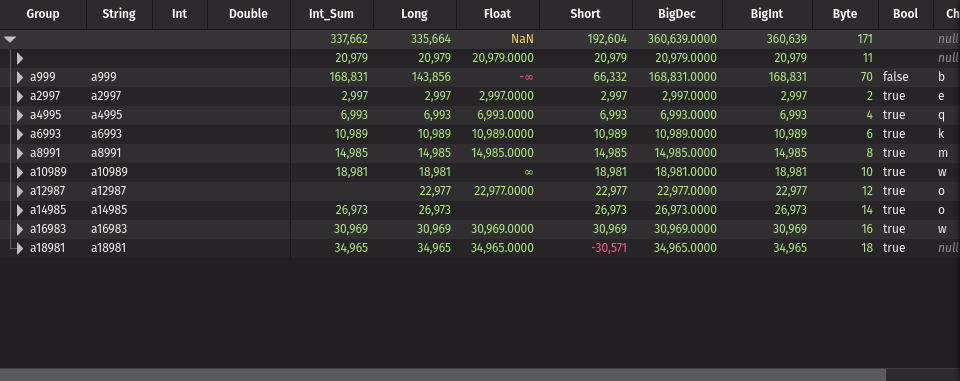 Group String Int Double Int_Sum Long Float Short BigDec BigInt Byte Bool Ch
337,662 335,664 NaN 192,604 360,639.0000 360,639 171 null
20,979 20,979 20,979.0000 20,979 20,979.0000 20,979 11 null
a999 a999 168,831 143,856 -∞ 66,332 168,831.0000 168,831 70 false b
a2997 a2997 2,997 2,997 2,997.0000 2,997 2,997.0000 2,997 2 true e
a4995 a4995 6,993 6,993 6,993.0000 6,993 6,993.0000 6,993 4 true q
a6993 a6993 10,989 10,989 10,989.0000 10,989 10,989.0000 10,989 6 true k
a8991 a8991 14,985 14,985 14,985.0000 14,985 14,985.0000 14,985 8 true m
a10989 a10989 18,981 18,981 ∞ 18,981 18,981.0000 18,981 10 true w
a12987 a12987 22,977 22,977.0000 22,977 22,977.0000 22,977 12 true o
a14985 a14985 26,973 26,973 26,973 26,973.0000 26,973 14 true o
a16983 a16983 30,969 30,969 30,969.0000 30,969 30,969.0000 30,969 16 true w
a18981 a18981 34,965 34,965 34,965.0000 -30,571 34,965.0000 34,965 18 true null